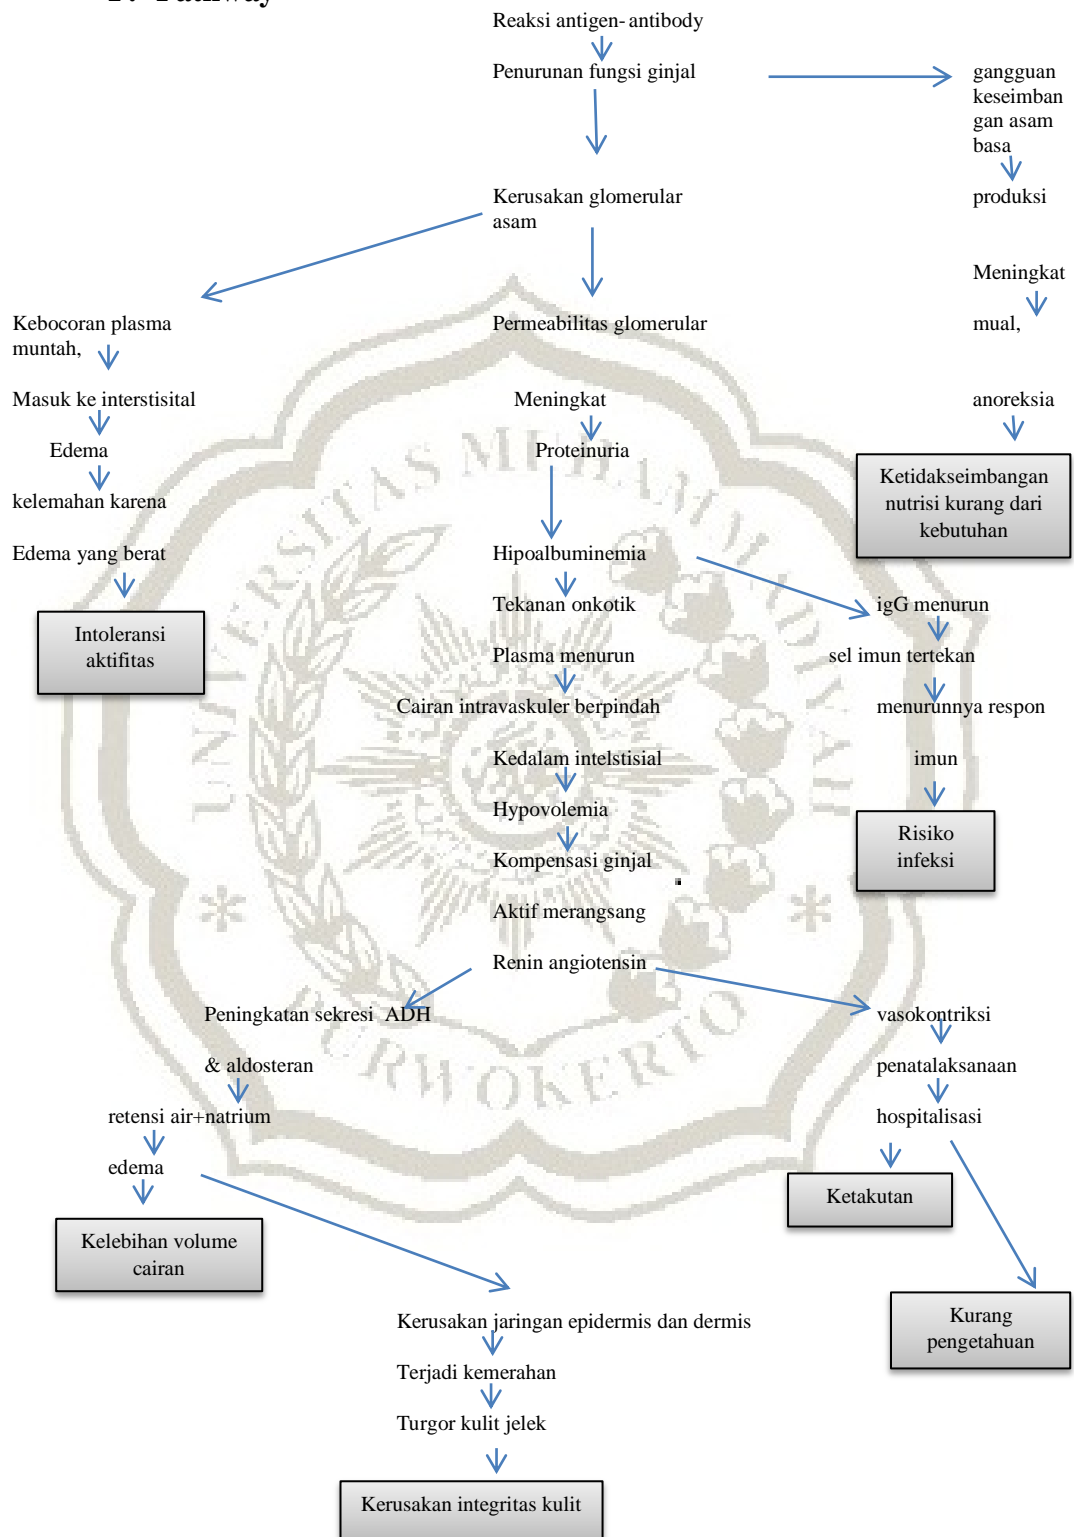 Reaksi antigen- antibody
Penurunan fungsi ginjal
gangguan
keseimban
gan asam
basa
Kerusakan glomerular
asam
produksi
Meningkat
Kebocoran plasma
muntah,
Permeabilitas glomerular
mual,
Masuk ke interstisital
Meningkat
anoreksia
Edema
Proteinuria
kelemahan karena
Ketidakseimbangan
nutrisi kurang dari
kebutuhan
Edema yang berat
Hipoalbuminemia
Intoleransi
aktifitas
Tekanan onkotik
igG menurun
Plasma menurun
sel imun tertekan
Cairan intravaskuler berpindah
menurunnya respon
Kedalam intelstisial
imun
Hypovolemia
Risiko
infeksi
Kompensasi ginjal
Aktif merangsang
Renin angiotensin
Peningkatan sekresi ADH
vasokontriksi
& aldosteran
penatalaksanaan
retensi air+natrium
hospitalisasi
edema
Ketakutan
Kelebihan volume
cairan
Kerusakan jaringan epidermis dan dermis
Kurang
pengetahuan
Terjadi kemerahan
Turgor kulit jelek
Kerusakan integritas kulit
UNIVERSITAS MUHAMMADIYAH
PURWOKERTO